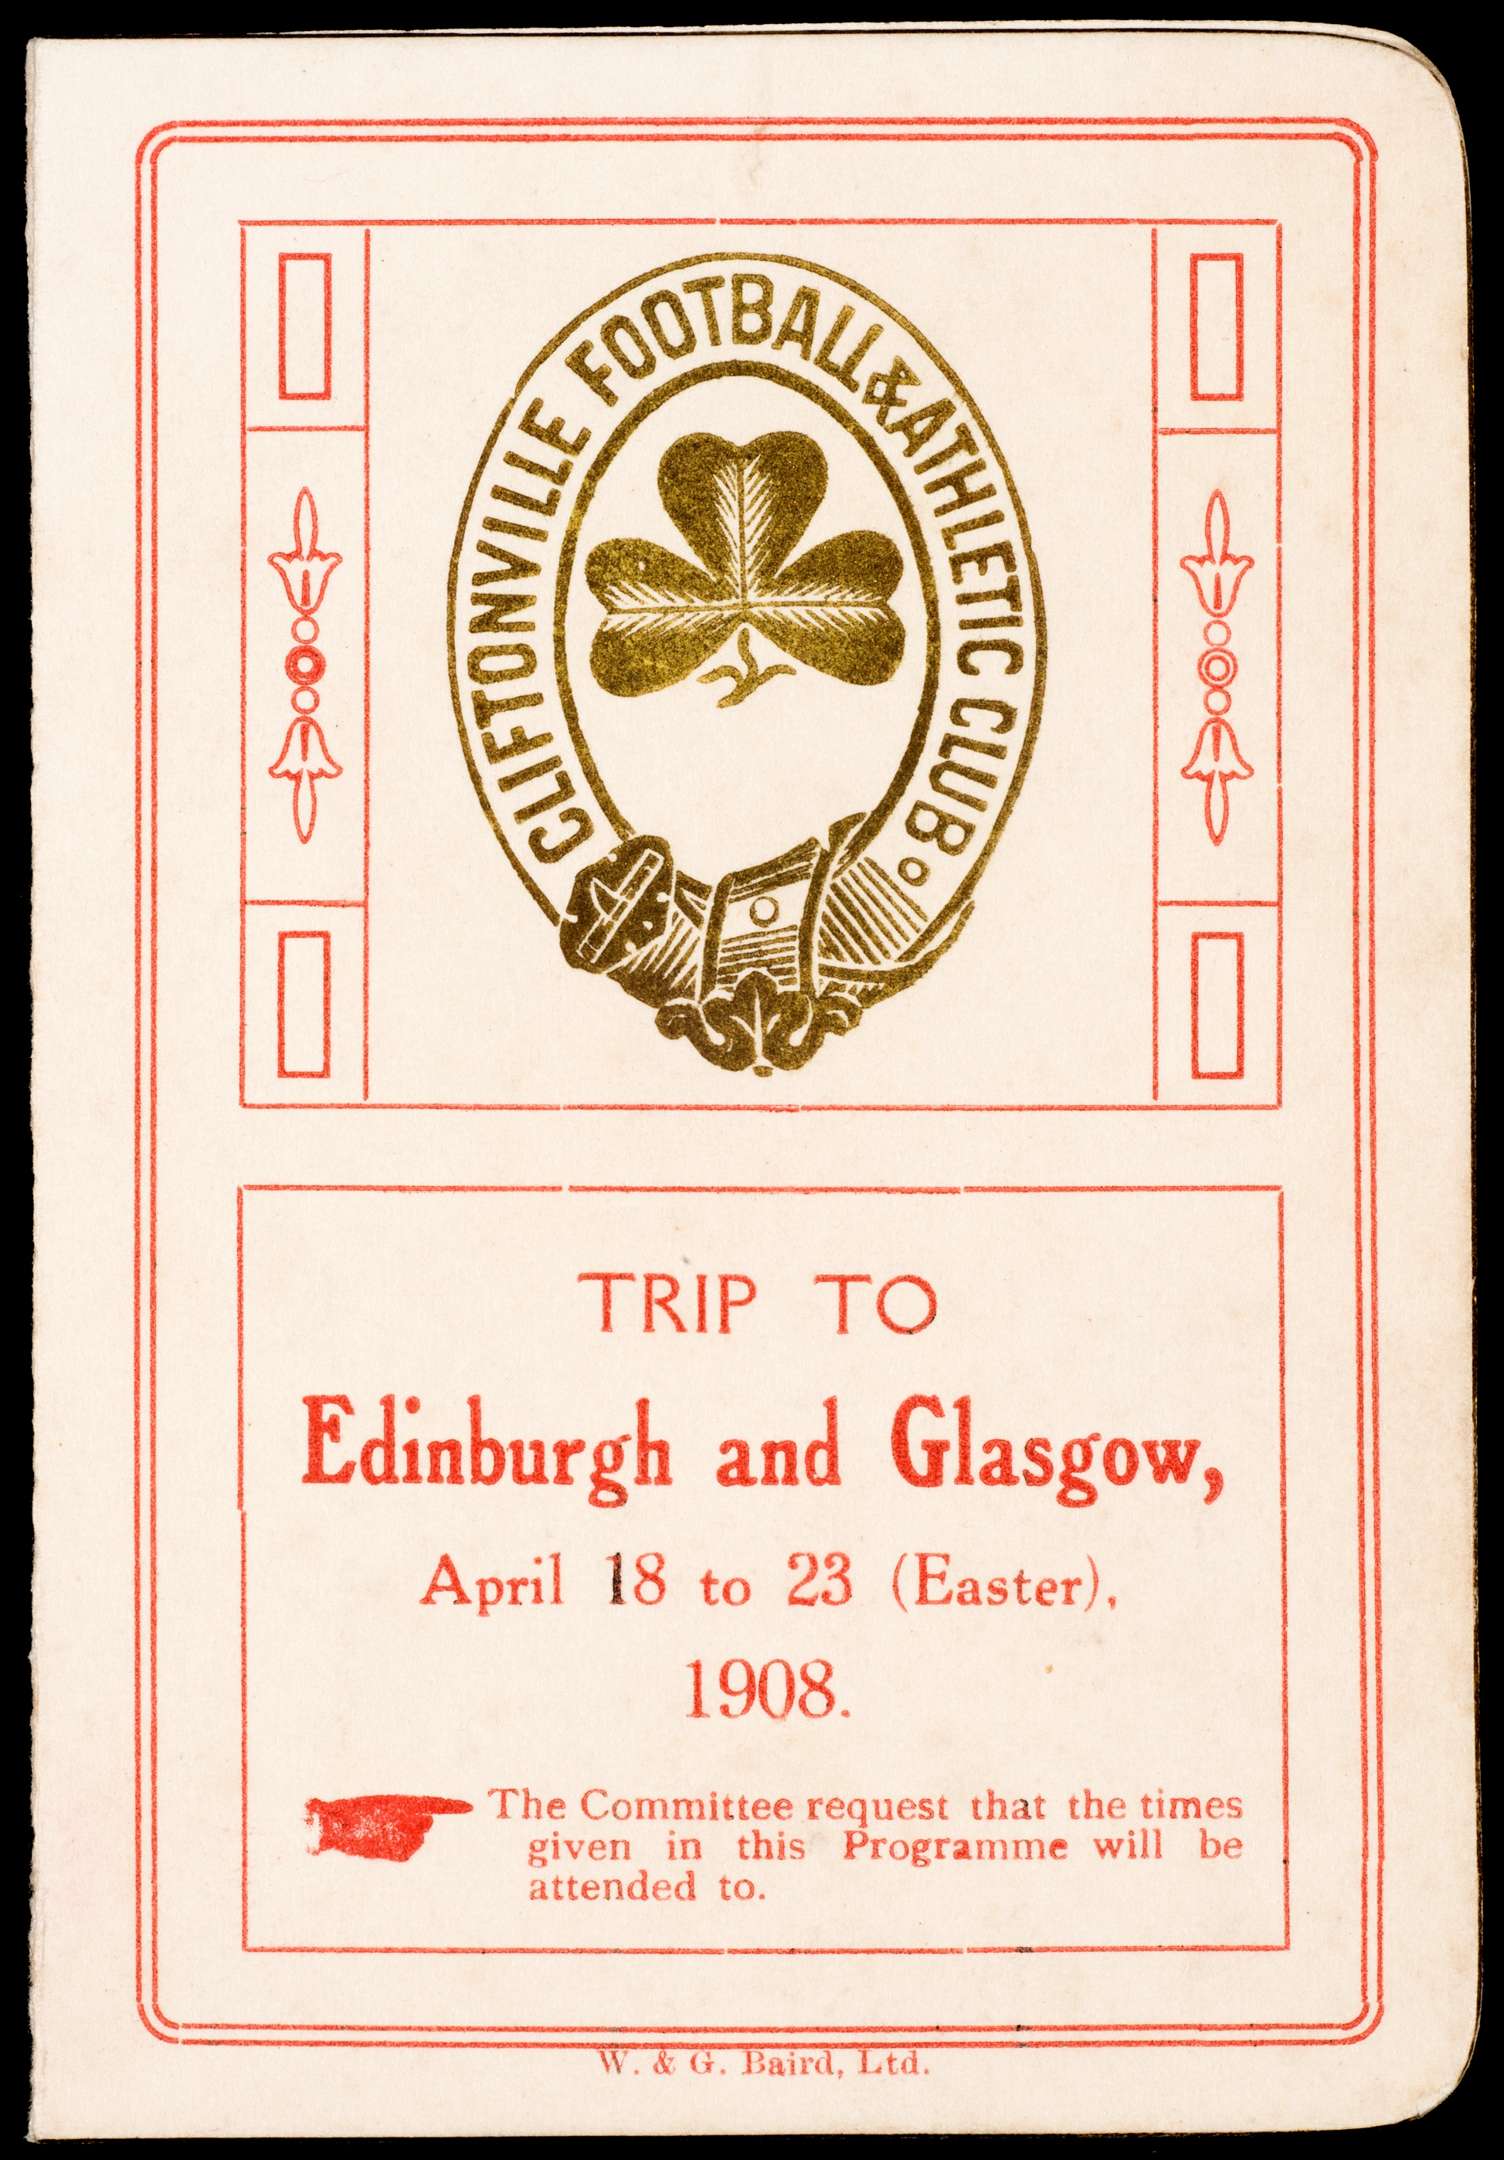 CLIFTONVILLE FOOTBALL & ATHLETIC CLUB.
TRIP TO
Edinburgh and Glasgow,
April 18 to 23 (Easter),
1908.
The Committee request that the times
given in this Programme will be
attended to.
W. & G. Baird, Ltd.